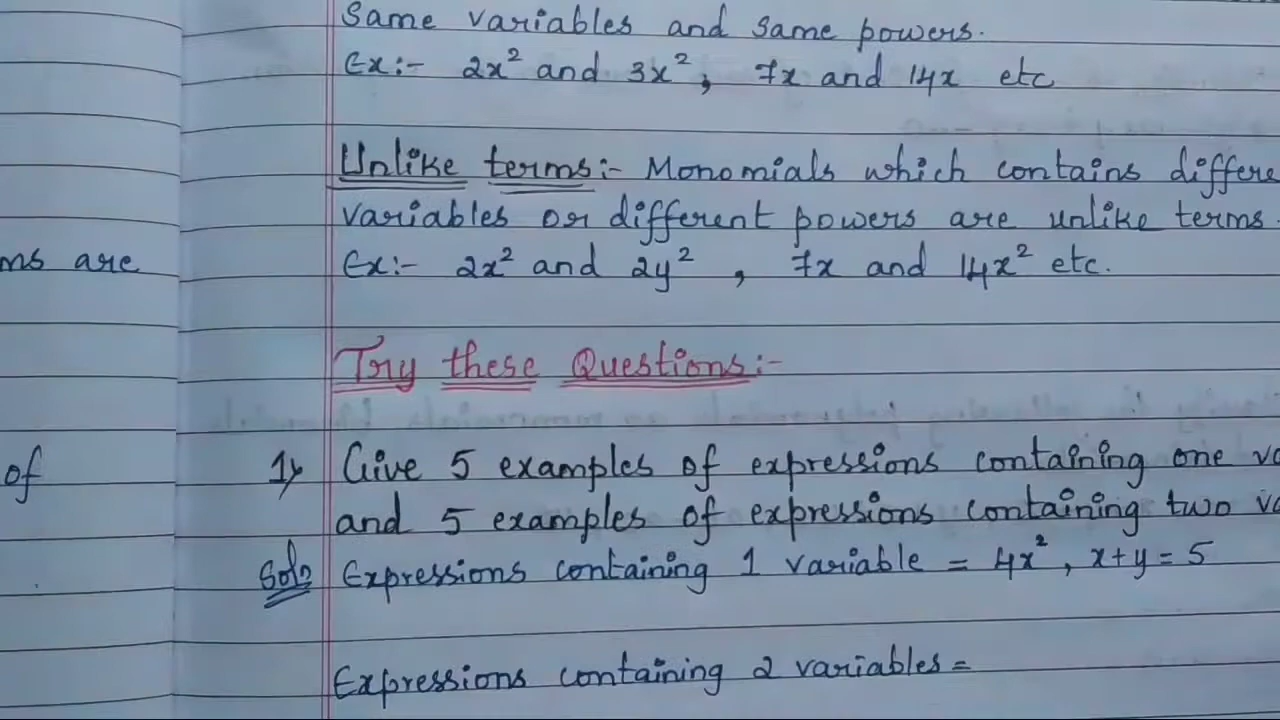 Same variables and same powers.
Ex:- 2x² and 3x², 7x and 14x etc
Unlike terms:- Monomials which contains differe
variables or different powers are unlike terms.
ms are
Ex:- 2x² and 2y², 7x and 14x² etc.
Try these Questions:-
of
1) Give 5 examples of expressions containing one va
and 5 examples of expressions containing two va
Soln Expressions containing 1 variable = 4x², x+y=5
Expressions containing 2 variables =